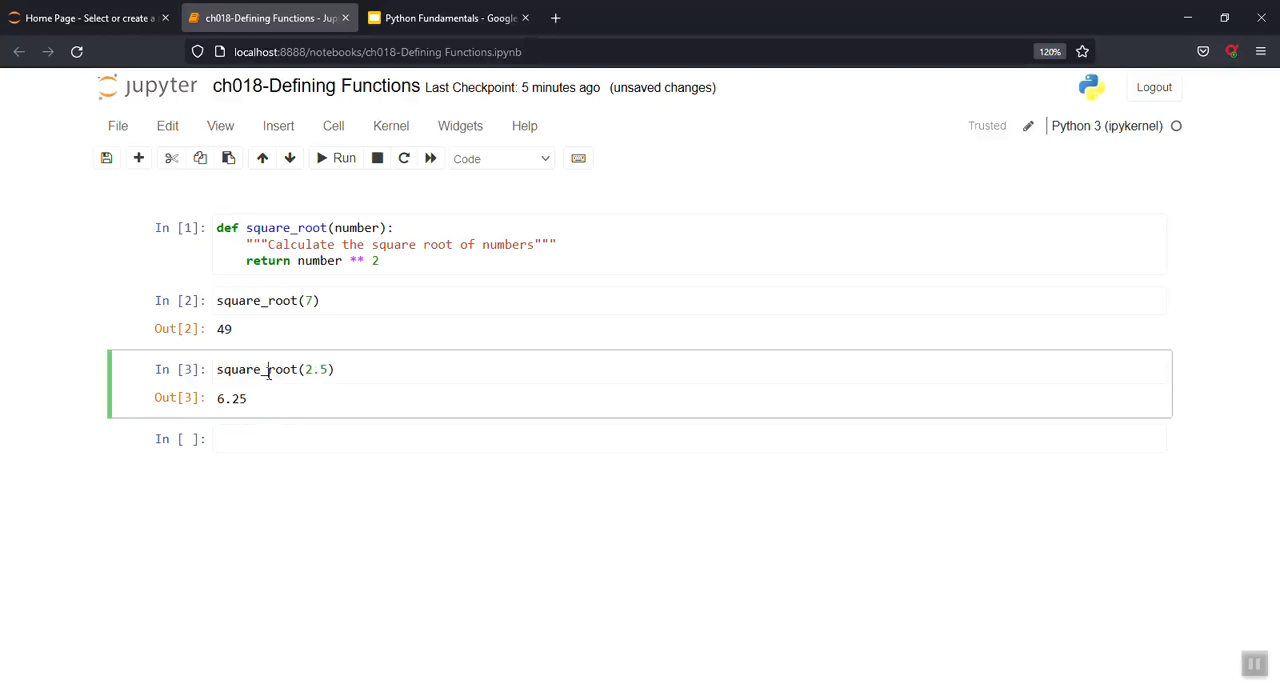 Home Page - Select or create a
ch018-Defining Functions - Jup
Python Fundamentals - Google
localhost:8888/notebooks/ch018-Defining Functions.ipynb
120%
jupyter ch018-Defining Functions Last Checkpoint: 5 minutes ago (unsaved changes)
Logout
File Edit View Insert Cell Kernel Widgets Help
Trusted
Python 3 (ipykernel)
Run
Code
In [1]: def square_root(number):
"""Calculate the square root of numbers"""
return number ** 2
In [2]: square_root(7)
Out[2]: 49
In [3]: square_root(2.5)
Out[3]: 6.25
In [ ]: